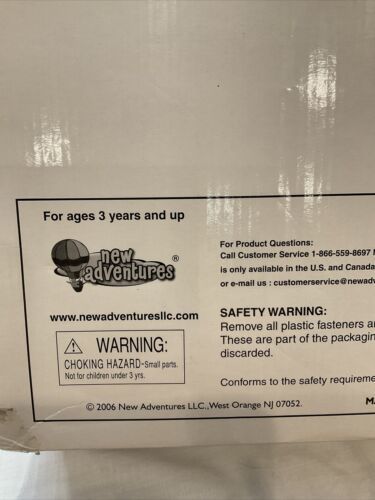 For ages 3 years and up
new
adventures®
www.newadventuresllc.com
⚠ WARNING:
CHOKING HAZARD-Small parts.
Not for children under 3 yrs.
For Product Questions:
Call Customer Service 1-866-559-8697
is only available in the U.S. and Canada
or e-mail us : customerservice@newadv
SAFETY WARNING:
Remove all plastic fasteners a
These are part of the packagin
discarded.
Conforms to the safety requireme
© 2006 New Adventures LLC.,West Orange NJ 07052.